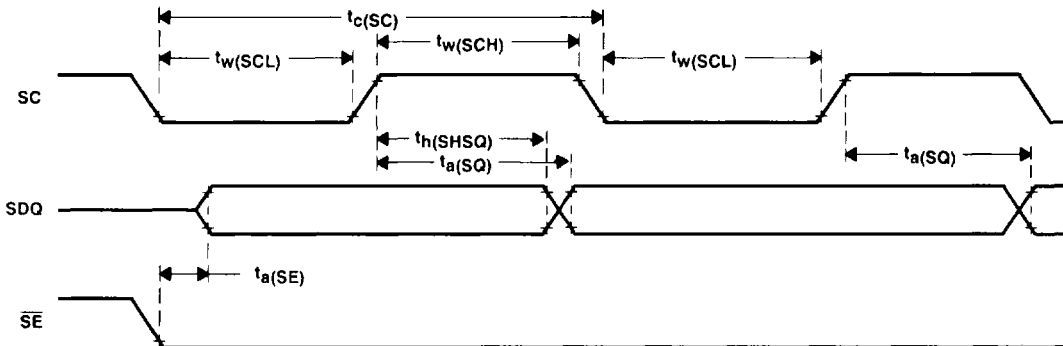 tc(SC)
tw(SCL) tw(SCH) tw(SCL)
SC
th(SHSQ)
ta(SQ) ta(SQ)
SDQ
ta(SE)
SE